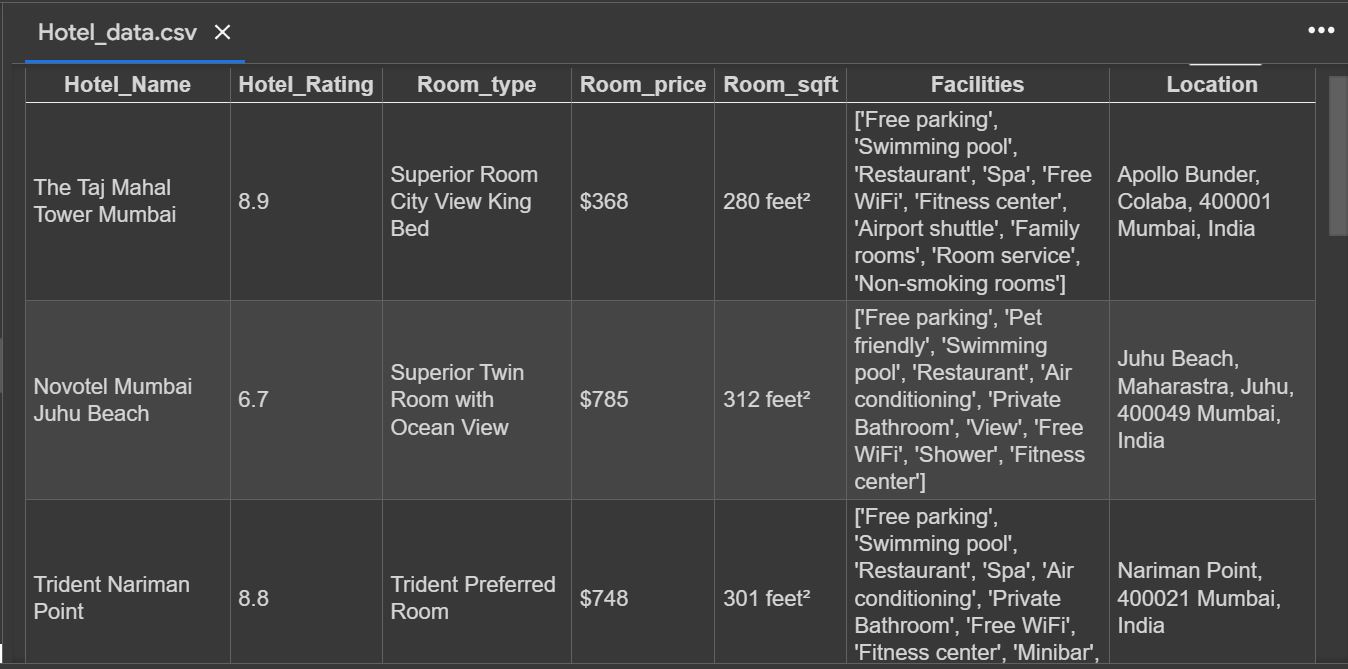 Hotel_data.csv ✕
•••
Hotel_Name Hotel_Rating Room_type Room_price Room_sqft Facilities Location
The Taj Mahal
Tower Mumbai
8.9
Superior Room
City View King
Bed
$368
280 feet²
['Free parking',
'Swimming pool',
'Restaurant', 'Spa', 'Free
WiFi', 'Fitness center',
'Airport shuttle', 'Family
rooms', 'Room service',
'Non-smoking rooms']
Apollo Bunder,
Colaba, 400001
Mumbai, India
Novotel Mumbai
Juhu Beach
6.7
Superior Twin
Room with
Ocean View
$785
312 feet²
['Free parking', 'Pet
friendly', 'Swimming
pool', 'Restaurant', 'Air
conditioning', 'Private
Bathroom', 'View', 'Free
WiFi', 'Shower', 'Fitness
center']
Juhu Beach,
Maharastra, Juhu,
400049 Mumbai,
India
Trident Nariman
Point
8.8
Trident Preferred
Room
$748
301 feet²
['Free parking',
'Swimming pool',
'Restaurant', 'Spa', 'Air
conditioning', 'Private
Bathroom', 'Free WiFi',
'Fitness center', 'Minibar',
Nariman Point,
400021 Mumbai,
India